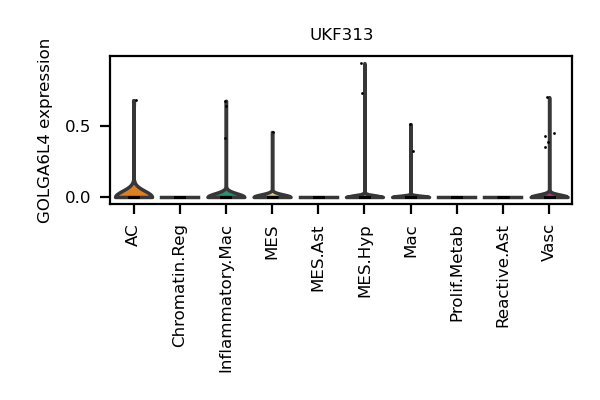 UKF313
GOLGA6L4 expression
0.5
0.0
AC
Chromatin.Reg
Inflammatory.Mac
MES
MES.Ast
MES.Hyp
Mac
Prolif.Metab
Reactive.Ast
Vasc